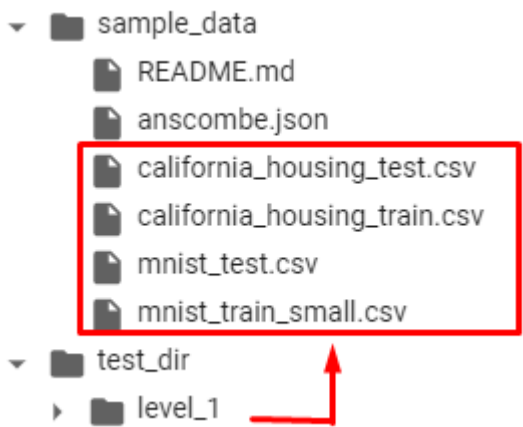 sample_data
README.md
anscombe.json
california_housing_test.csv
california_housing_train.csv
mnist_test.csv
mnist_train_small.csv
test_dir
level_1